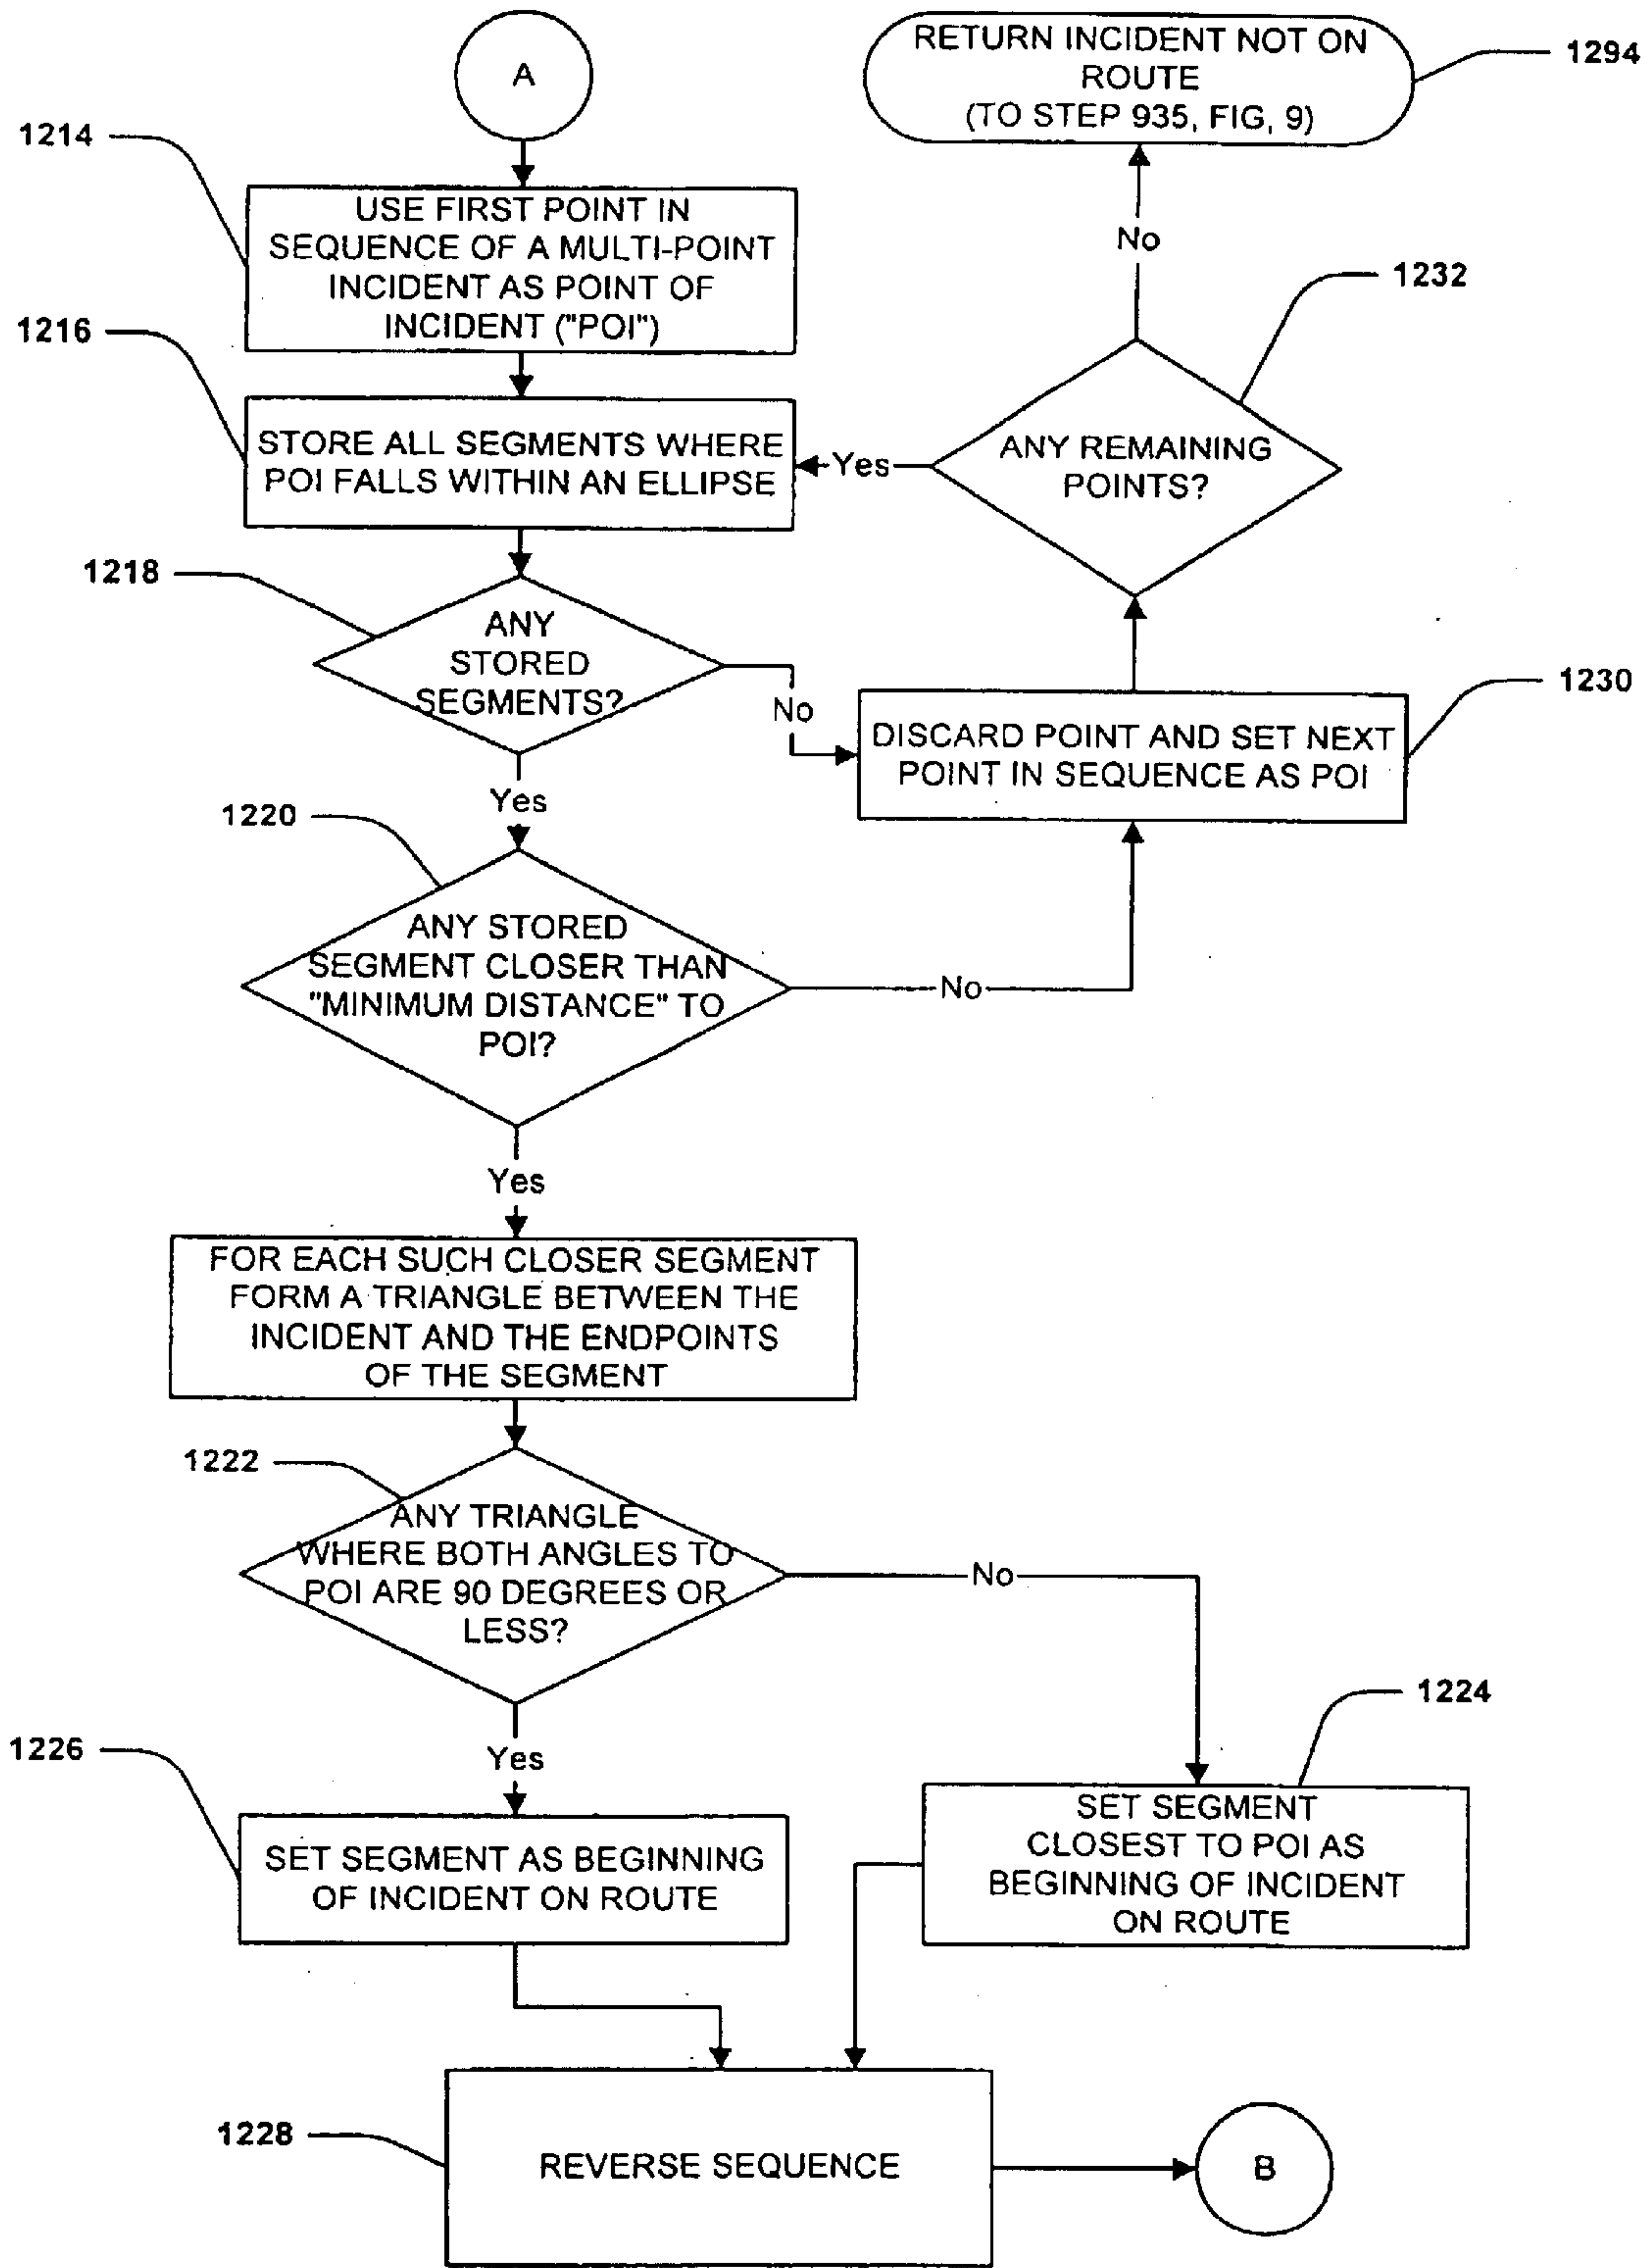 A
RETURN INCIDENT NOT ON
ROUTE
(TO STEP 935, FIG, 9)
1294
1214
USE FIRST POINT IN
SEQUENCE OF A MULTI-POINT
INCIDENT AS POINT OF
INCIDENT ("POI")
No
1232
1216
STORE ALL SEGMENTS WHERE
POI FALLS WITHIN AN ELLIPSE
Yes
ANY REMAINING
POINTS?
1218
ANY
STORED
SEGMENTS?
No
1230
DISCARD POINT AND SET NEXT
POINT IN SEQUENCE AS POI
Yes
1220
ANY STORED
SEGMENT CLOSER THAN
"MINIMUM DISTANCE" TO
POI?
No
Yes
FOR EACH SUCH CLOSER SEGMENT
FORM A TRIANGLE BETWEEN THE
INCIDENT AND THE ENDPOINTS
OF THE SEGMENT
1222
ANY TRIANGLE
WHERE BOTH ANGLES TO
POI ARE 90 DEGREES OR
LESS?
No
1224
1226
Yes
SET SEGMENT AS BEGINNING
OF INCIDENT ON ROUTE
SET SEGMENT
CLOSEST TO POI AS
BEGINNING OF INCIDENT
ON ROUTE
1228
REVERSE SEQUENCE
B